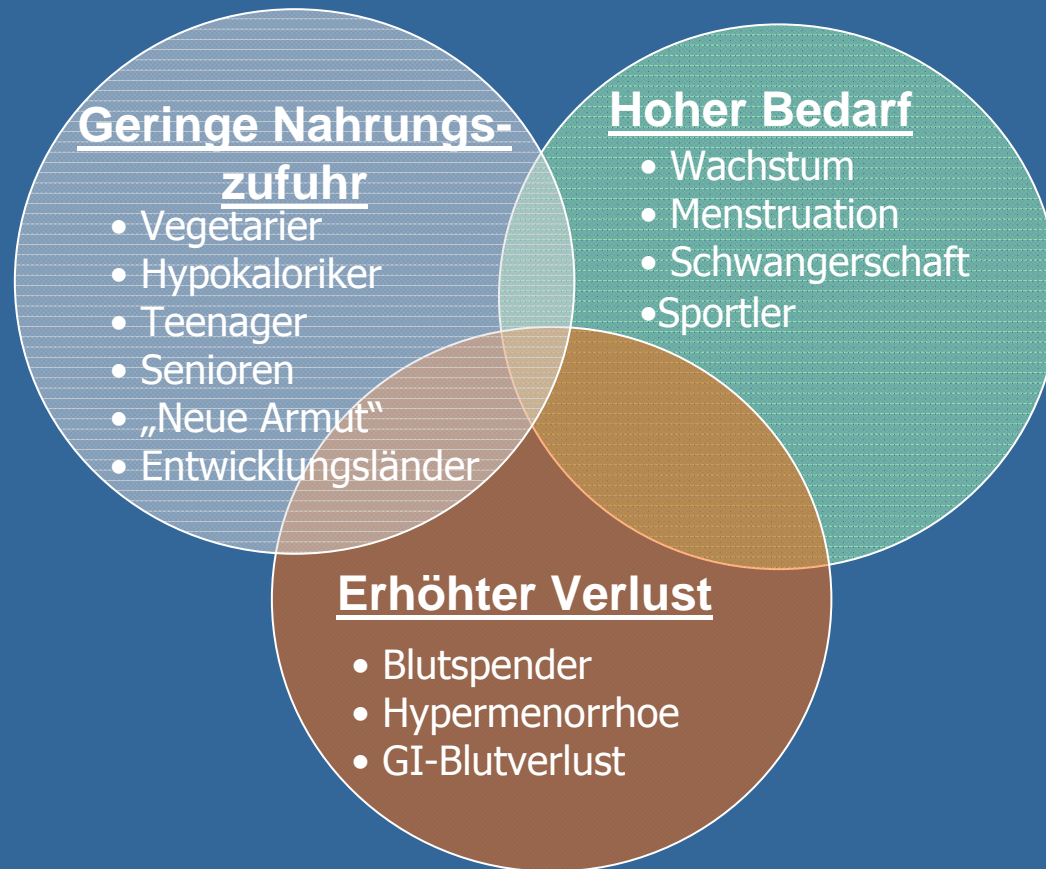 Geringe Nahrungs-
zufuhr
• Vegetarier
• Hypokaloriker
• Teenager
• Senioren
• „Neue Armut“
• Entwicklungsländer
Hoher Bedarf
• Wachstum
• Menstruation
• Schwangerschaft
•Sportler
Erhöhter Verlust
• Blutspender
• Hypermenorrhoe
• GI-Blutverlust